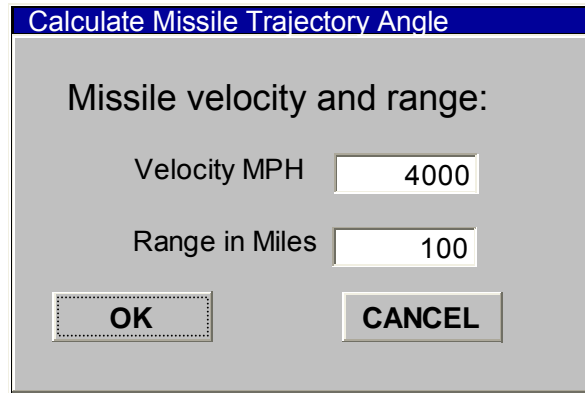 Calculate Missile Trajectory Angle
Missile velocity and range:
Velocity MPH 4000
Range in Miles 100
OK CANCEL